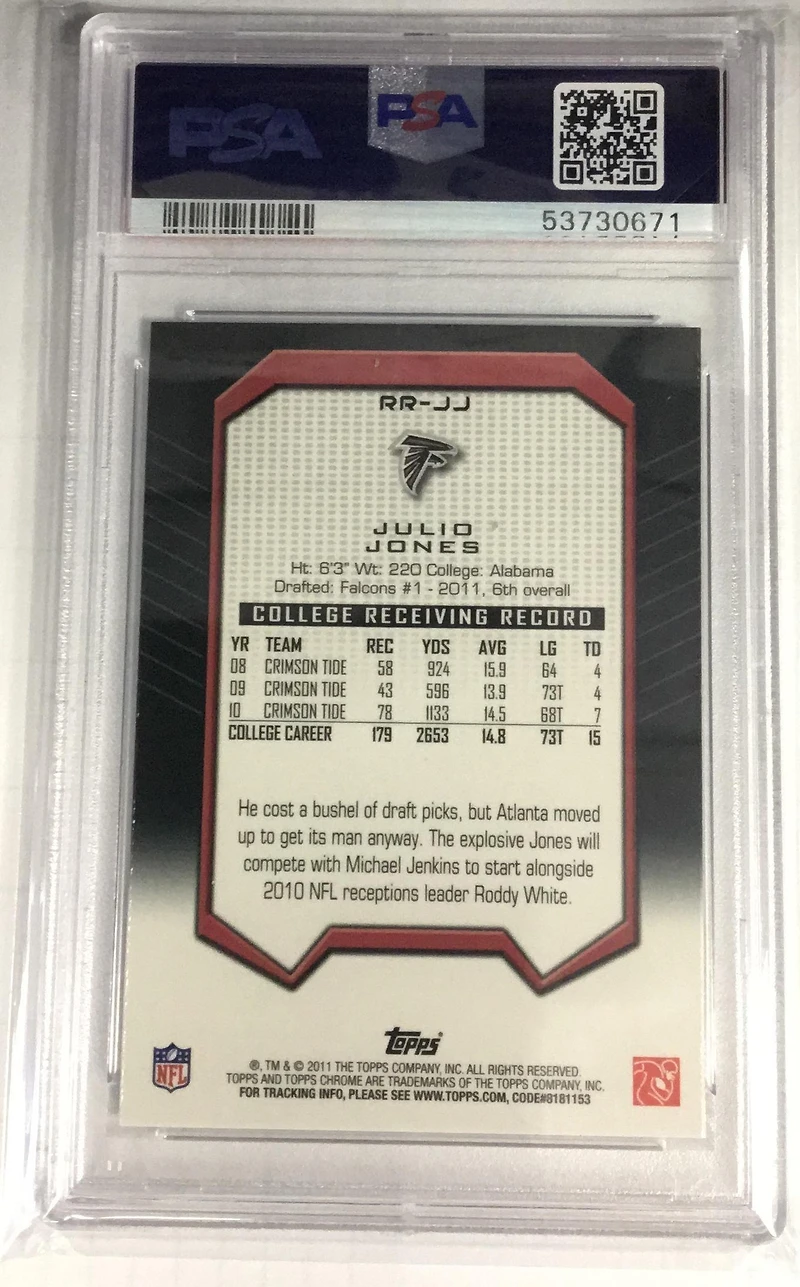 PSA PSA
53730671
RR-JJ
JULIO
JONES
Ht: 6'3" Wt: 220 College: Alabama
Drafted: Falcons #1 - 2011, 6th overall
COLLEGE RECEIVING RECORD
YR TEAM REC YDS AVG LG TD
08 CRIMSON TIDE 58 924 15.9 64 4
09 CRIMSON TIDE 43 596 13.9 73T 4
10 CRIMSON TIDE 78 1133 14.5 68T 7
COLLEGE CAREER 179 2653 14.8 73T 15
He cost a bushel of draft picks, but Atlanta moved
up to get its man anyway. The explosive Jones will
compete with Michael Jenkins to start alongside
2010 NFL receptions leader Roddy White.
Topps
NFL
®, TM & © 2011 THE TOPPS COMPANY, INC. ALL RIGHTS RESERVED.
TOPPS AND TOPPS CHROME ARE TRADEMARKS OF THE TOPPS COMPANY, INC.
FOR TRACKING INFO, PLEASE SEE WWW.TOPPS.COM, CODE#8181153